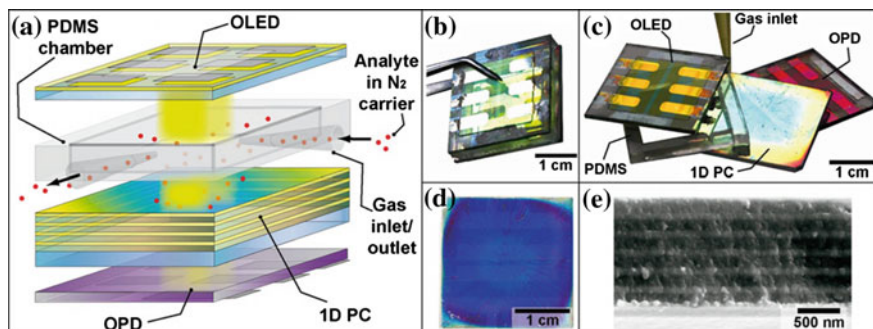 (a)
PDMS
chamber
OLED
Analyte
in N₂
carrier
Gas
inlet/
outlet
1D PC
OPD
(b)
1 cm
(c)
OLED
Gas inlet
OPD
PDMS
1D PC
1 cm
(d)
1 cm
(e)
500 nm